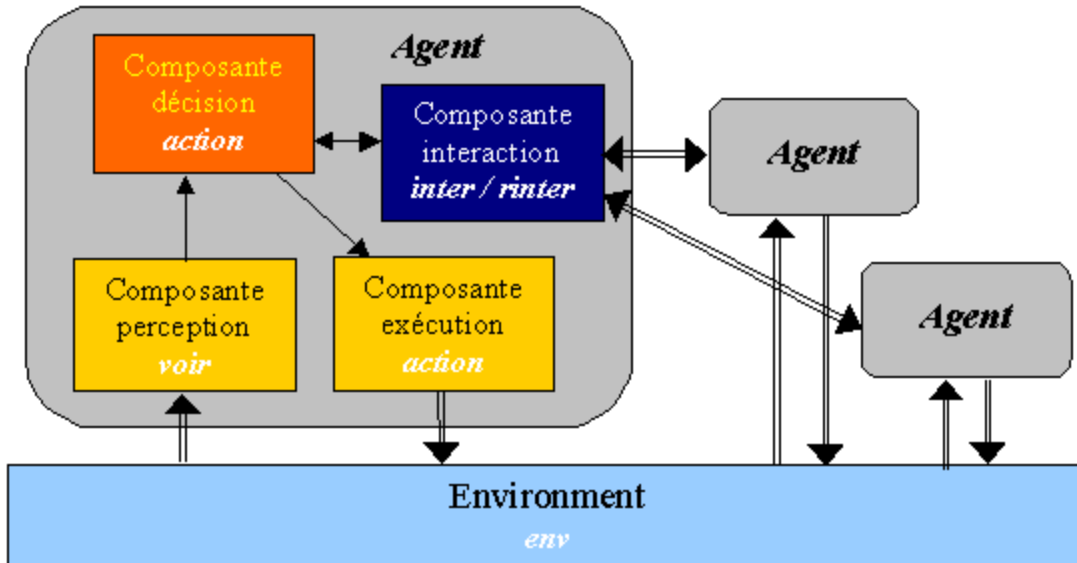 Agent
Composante
décision
action
Composante
interaction
inter / rinter
Agent
Composante
perception
voir
Composante
exécution
action
Agent
Environment
env